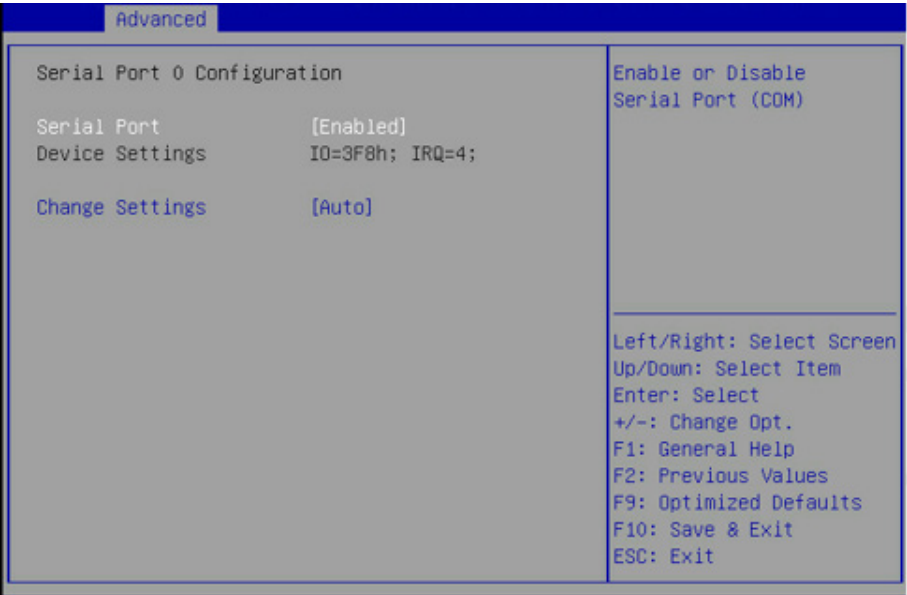 Advanced
Serial Port 0 Configuration
Serial Port [Enabled]
Device Settings IO=3F8h; IRQ=4;
Change Settings [Auto]
Enable or Disable
Serial Port (COM)
Left/Right: Select Screen
Up/Down: Select Item
Enter: Select
+/-: Change Opt.
F1: General Help
F2: Previous Values
F9: Optimized Defaults
F10: Save & Exit
ESC: Exit